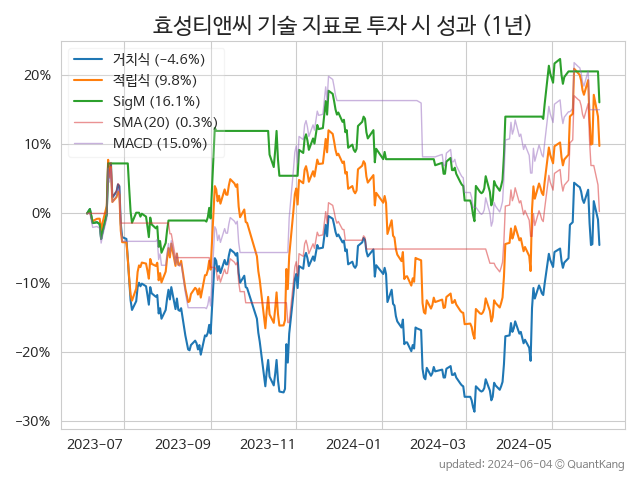 효성티앤씨 기술 지표로 투자 시 성과 (1년)
거치식 (−4.6%)
적립식 (9.8%)
SigM (16.1%)
SMA(20) (0.3%)
MACD (15.0%)
20%
10%
0%
−10%
−20%
−30%
2023−07 2023−09 2023−11 2024−01 2024−03 2024−05
updated: 2024−06−04 © QuantKang